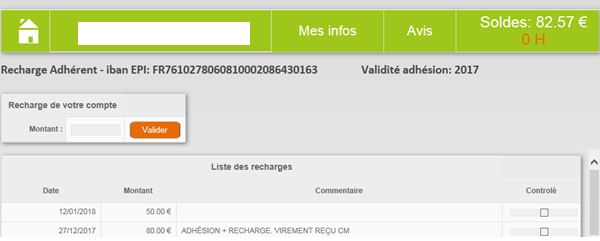 Mes infos
Avis
Soldes: 82.57 €
0 H
Recharge Adhérent - iban EPI: FR7610278060810002086430163 Validité adhésion: 2017
Recharge de votre compte
Montant : Valider
Liste des recharges
Date Montant Commentaire Controlé
12/01/2018 50.00 €
27/12/2017 80.00 € ADHÉSION + RECHARGE. VIREMENT REÇU CM